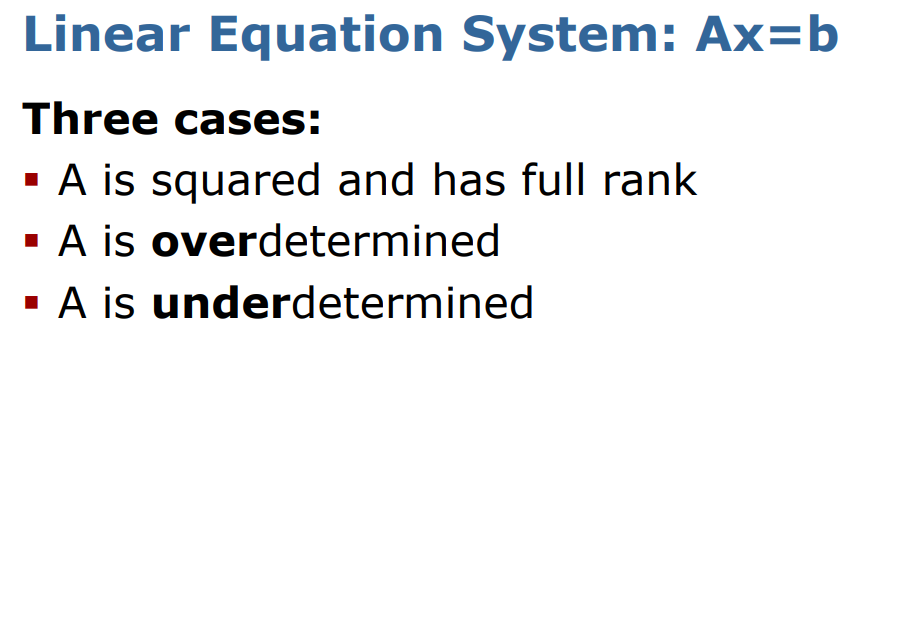 Linear Equation System: Ax=b
Three cases:
▪ A is squared and has full rank
▪ A is overdetermined
▪ A is underdetermined